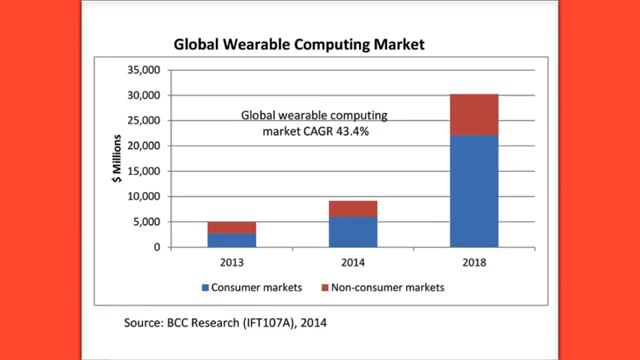 Global Wearable Computing Market
35,000
30,000
25,000
20,000
15,000
10,000
5,000
0
$ Millions
Global wearable computing
market CAGR 43.4%
2013 2014 2018
Consumer markets Non-consumer markets
Source: BCC Research (IFT107A), 2014